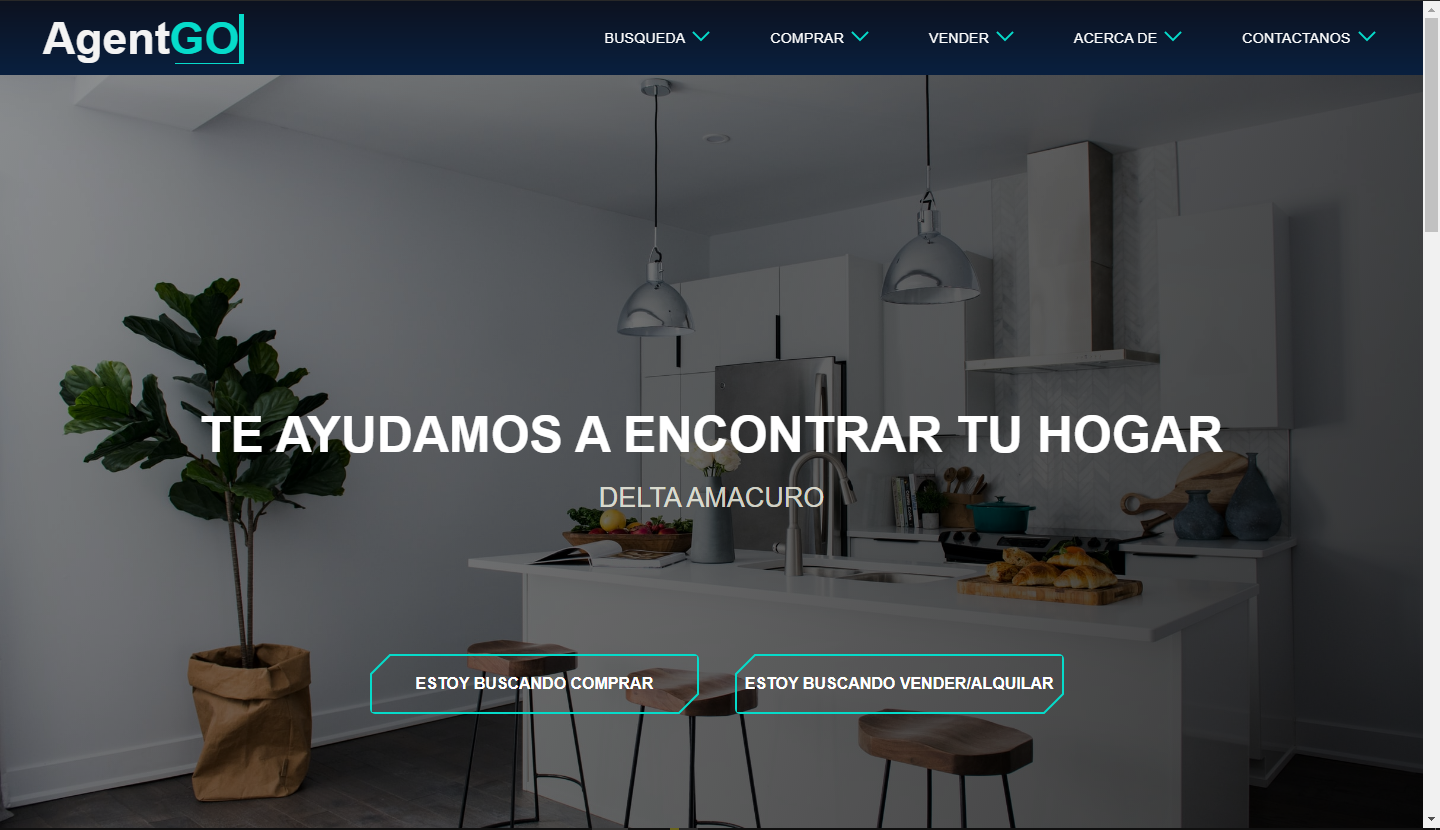 AgentGO
BUSQUEDA COMPRAR VENDER ACERCA DE CONTACTANOS
TE AYUDAMOS A ENCONTRAR TU HOGAR
DELTA AMACURO
ESTOY BUSCANDO COMPRAR ESTOY BUSCANDO VENDER/ALQUILAR